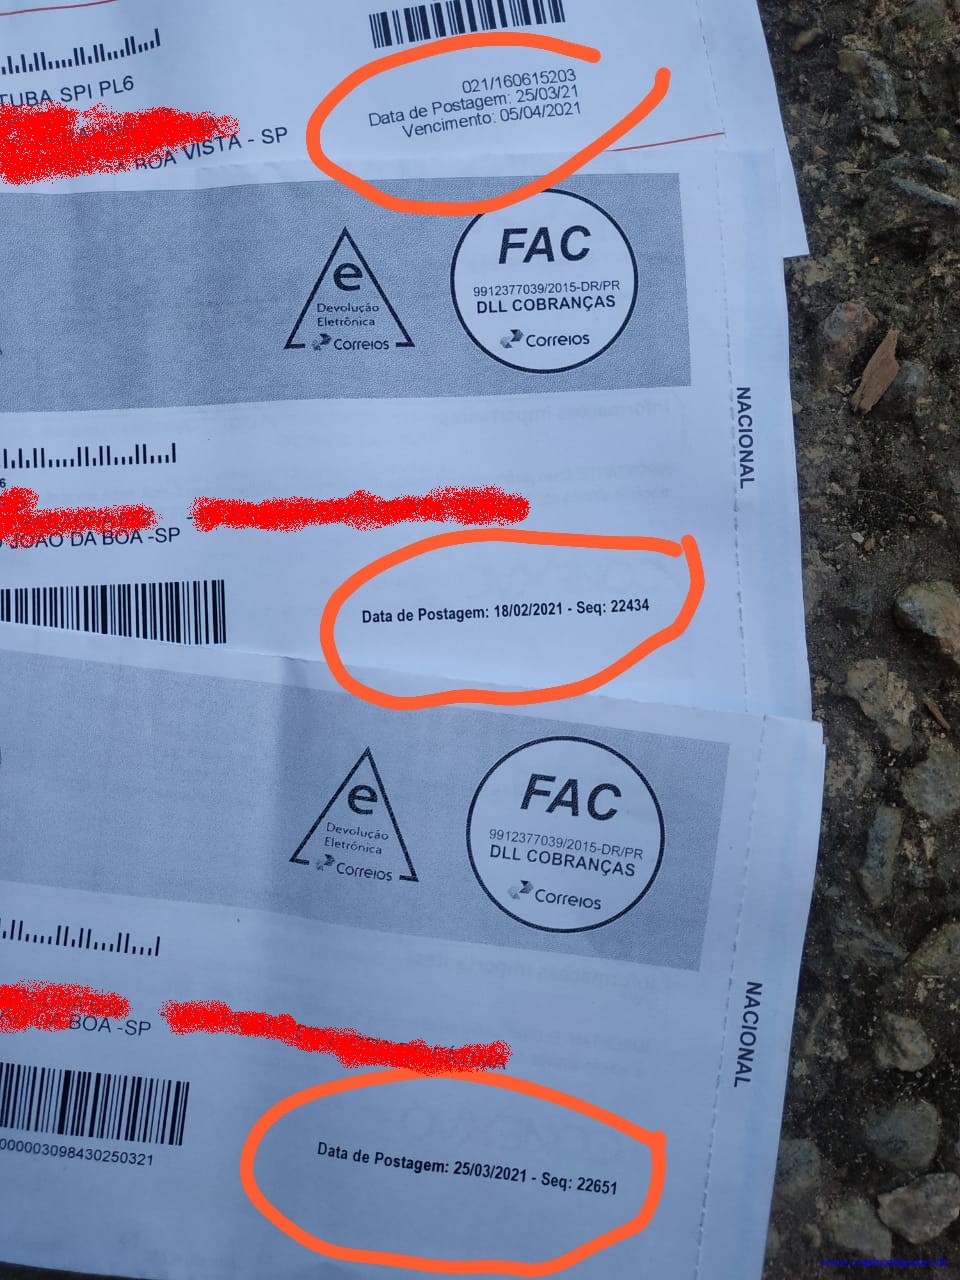 TUBA SPI PL6
BOA VISTA - SP
021/160615203
Data de Postagem: 25/03/21
Vencimento: 05/04/2021
e
Devolução
Eletrônica
Correios
FAC
9912377039/2015-DR/PR
DLL COBRANÇAS
Correios
NACIONAL
JOAO DA BOA -SP
Data de Postagem: 18/02/2021 - Seq: 22434
e
Devolução
Eletrônica
Correios
FAC
9912377039/2015-DR/PR
DLL COBRANÇAS
Correios
NACIONAL
BOA -SP
000003098430250321
Data de Postagem: 25/03/2021 - Seq: 22651